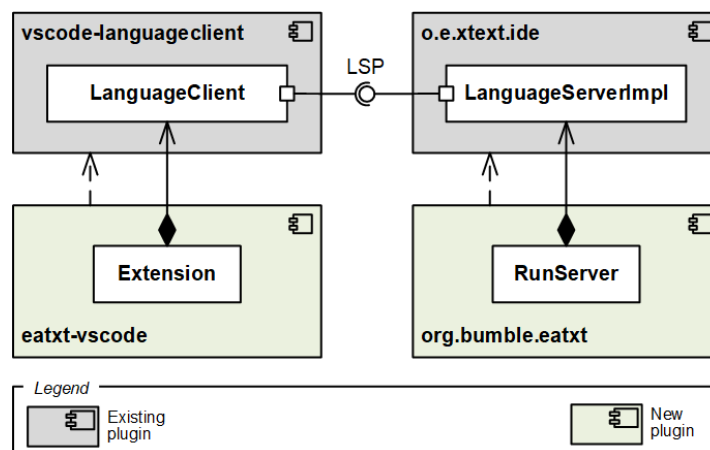 vscode-languageclient
LanguageClient
LSP
o.e.xtext.ide
LanguageServerImpl
Extension
eatxt-vscode
RunServer
org.bumble.eatxt
Legend
Existing
plugin
New
plugin